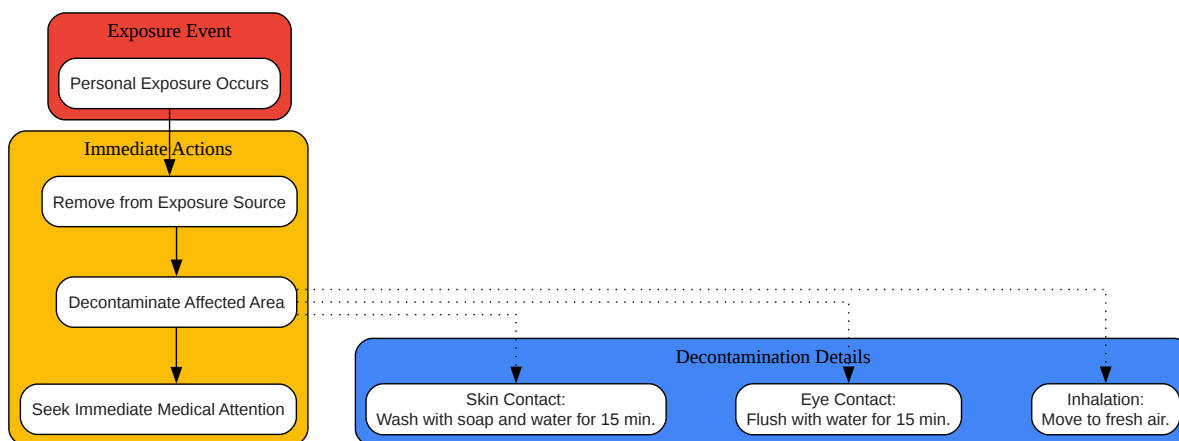 Exposure Event
Personal Exposure Occurs
Immediate Actions
Remove from Exposure Source
Decontaminate Affected Area
Seek Immediate Medical Attention
Decontamination Details
Skin Contact:
Wash with soap and water for 15 min.
Eye Contact:
Flush with water for 15 min.
Inhalation:
Move to fresh air.